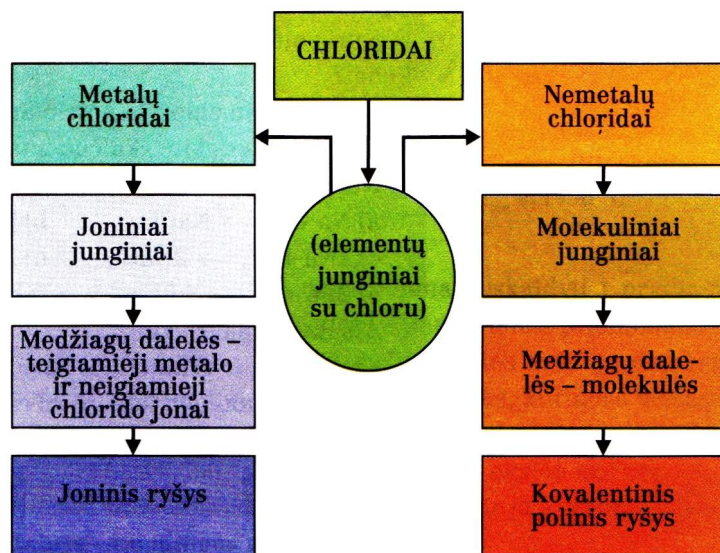 CHLORIDAI
(elementų
junginiai
su chloru)
Metalų
chloridai
Joniniai
junginiai
Medžiagų dalelės –
teigiamieji metalo
ir neigiamieji
chlorido jonai
Joninis ryšys
Nemetalų
chloridai
Molekuliniai
junginiai
Medžiagų dale-
lės – molekulės
Kovalentinis
polinis ryšys